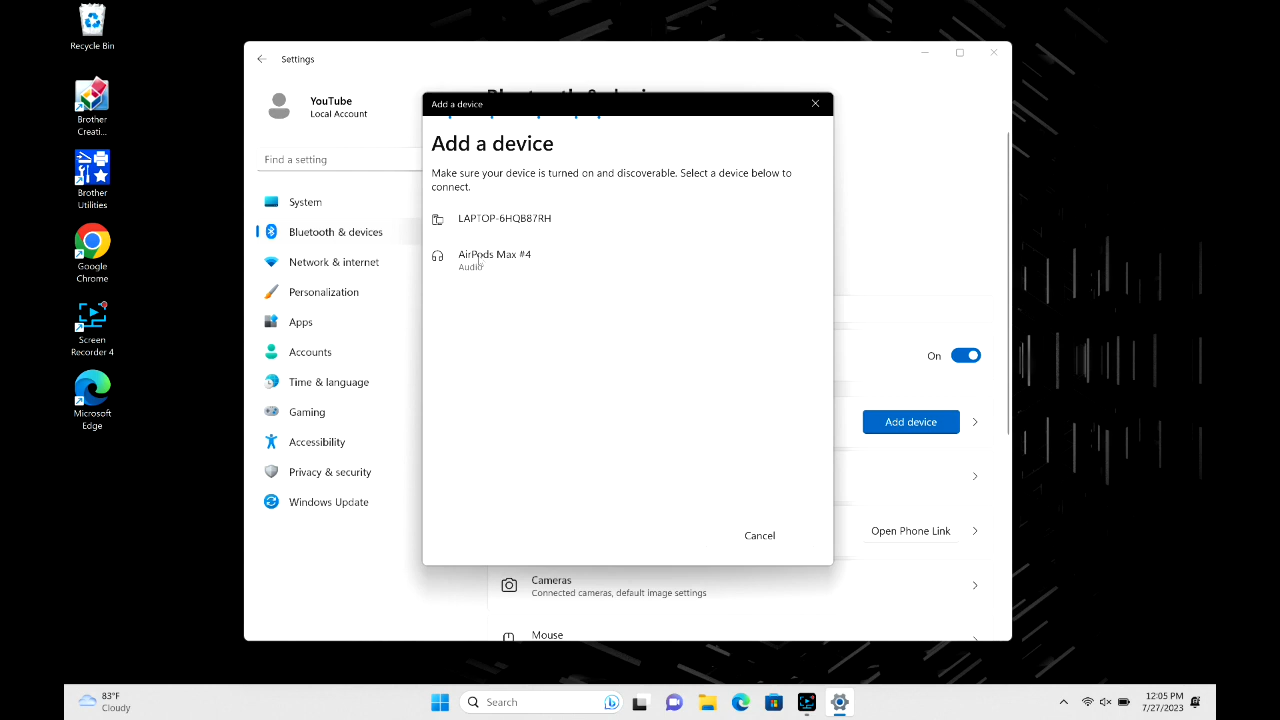 Recycle Bin
Brother
Creati...
Brother
Utilities
Google
Chrome
Screen
Recorder 4
Microsoft
Edge
Settings
YouTube
Local Account
Find a setting
System
Bluetooth & devices
Network & internet
Personalization
Apps
Accounts
Time & language
Gaming
Accessibility
Privacy & security
Windows Update
Add a device
Add a device
Make sure your device is turned on and discoverable. Select a device below to
connect.
LAPTOP-6HQB87RH
AirPods Max #4
Audio
Cancel
On
Add device
Open Phone Link
Cameras
Connected cameras, default image settings
Mouse
83°F
Cloudy
Search
12:05 PM
7/27/2023